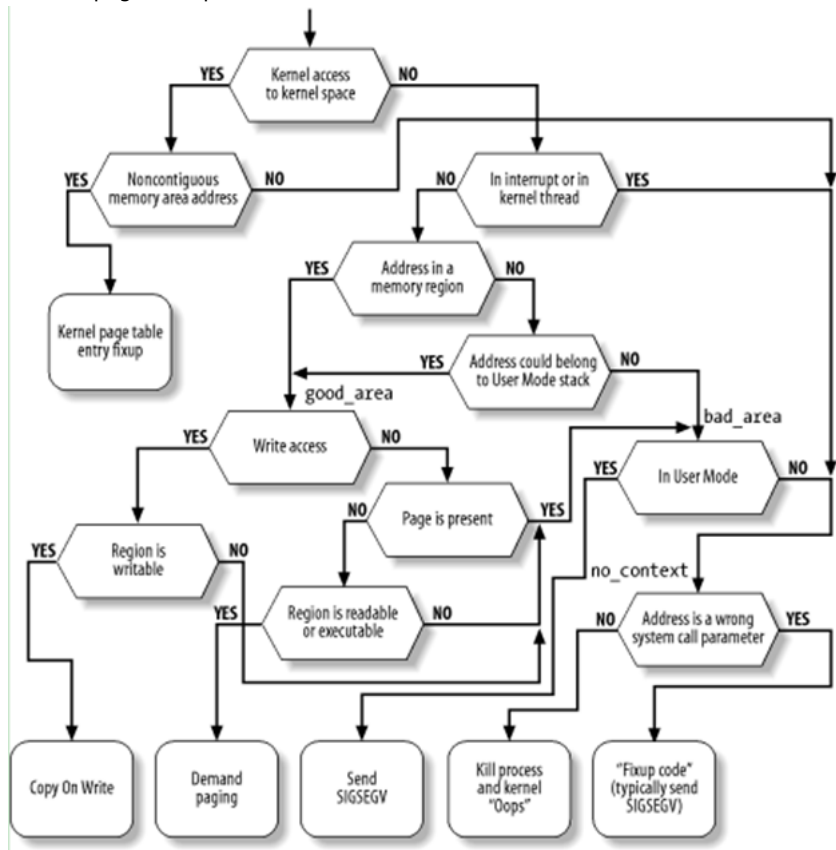 Kernel access
to kernel space
YES
NO
Noncontiguous
memory area address
YES
NO
In interrupt or in
kernel thread
NO
YES
Address in a
memory region
YES
NO
Kernel page table
entry fixup
Address could belong
to User Mode stack
YES
NO
good_area
bad_area
Write access
YES
NO
In User Mode
YES
NO
Page is present
NO
YES
Region is
writable
YES
NO
no_context
Region is readable
or executable
YES
NO
Address is a wrong
system call parameter
NO
YES
Copy On Write
Demand
paging
Send
SIGSEGV
Kill process
and kernel
"Oops"
"Fixup code"
(typically send
SIGSEGV)